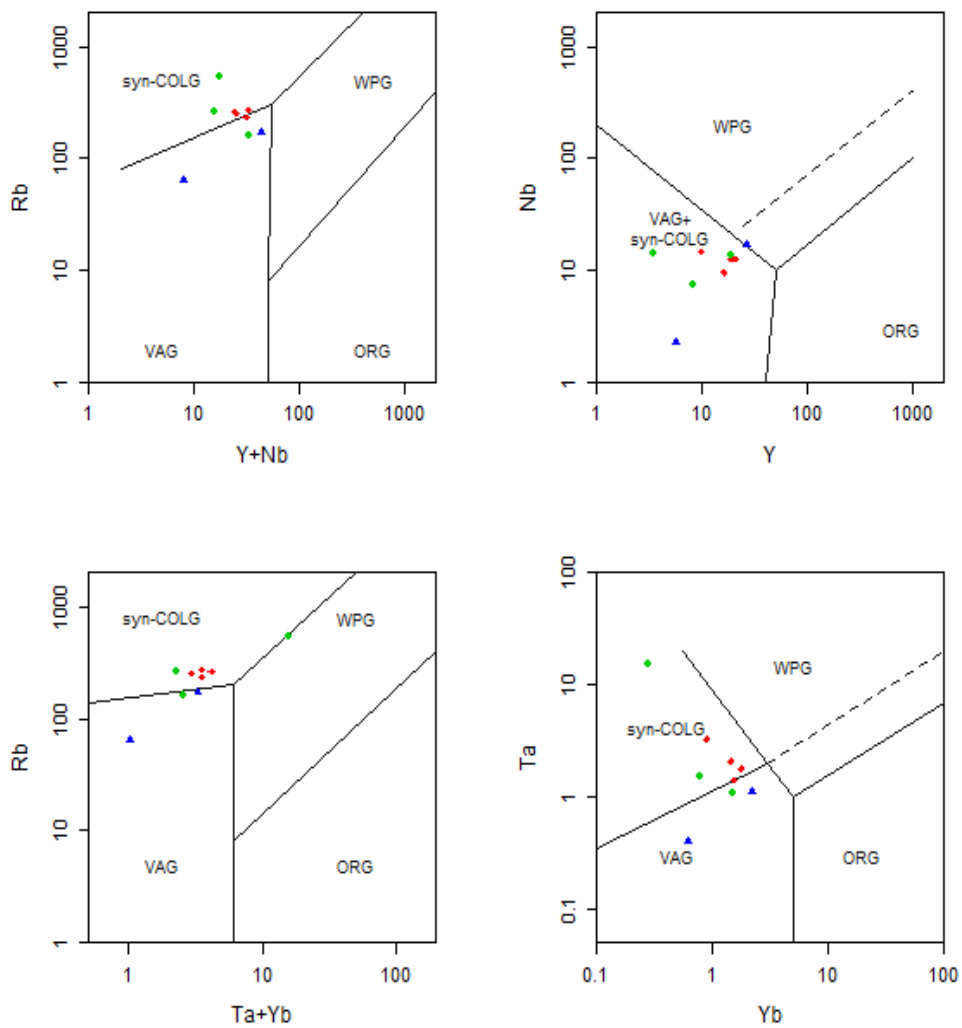 1000
100
10
1
Rb
syn-COLG
WPG
VAG
ORG
1 10 100 1000
Y+Nb
1000
100
10
1
Nb
WPG
VAG+
syn-COLG
ORG
1 10 100 1000
Y
1000
100
10
1
Rb
syn-COLG
WPG
VAG
ORG
1 10 100
Ta+Yb
100
10
1
0.1
Ta
WPG
syn-COLG
VAG
ORG
0.1 1 10 100
Yb